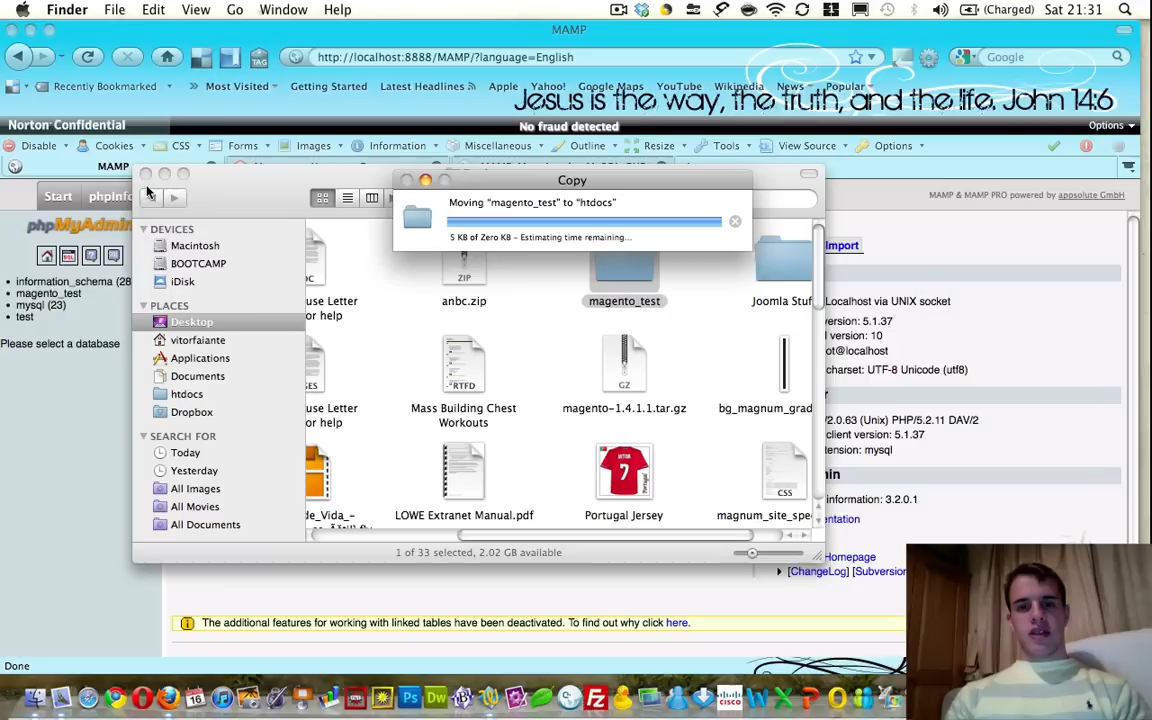 Finder File Edit View Go Window Help
(Charged) Sat 21:31
MAMP
http://localhost:8888/MAMP/?language=English
Google
Recently Bookmarked Most Visited Getting Started Latest Headlines Apple Yahoo! Google Maps YouTube Wikipedia News Popular
Jesus is the way, the truth, and the life. John 14:6
Norton Confidential
No fraud detected
Options
Disable Cookies CSS Forms Images Information Miscellaneous Outline Resize Tools View Source Options
MAMP
Start
MAMP & MAMP PRO powered by appsolute GmbH
phpMyAdmin
information_schema (28
magento_test
mysql (23)
test
Please select a database
Copy
Moving “magento_test” to “htdocs”
5 KB of Zero KB – Estimating time remaining...
DEVICES
Macintosh
BOOTCAMP
iDisk
PLACES
Desktop
vitorfaiante
Applications
Documents
htdocs
Dropbox
SEARCH FOR
Today
Yesterday
All Images
All Movies
All Documents
ZIP
use Letter
or help
anbc.zip
magento_test
Joomla Stuf
GES
RTFD
GZ
use Letter
or help
Mass Building Chest
Workouts
magento-1.4.1.1.tar.gz
bg_magnum_grad
7
CSS
LOWE Extranet Manual.pdf
Portugal Jersey
magnum_site_spe
1 of 33 selected, 2.02 GB available
Import
Localhost via UNIX socket
version: 5.1.37
version: 10
ot@localhost
charset: UTF-8 Unicode (utf8)
/2.0.63 (Unix) PHP/5.2.11 DAV/2
client version: 5.1.37
tension: mysql
information: 3.2.0.1
entation
Homepage
[ChangeLog] [Subversion
The additional features for working with linked tables have been deactivated. To find out why click here.
Done